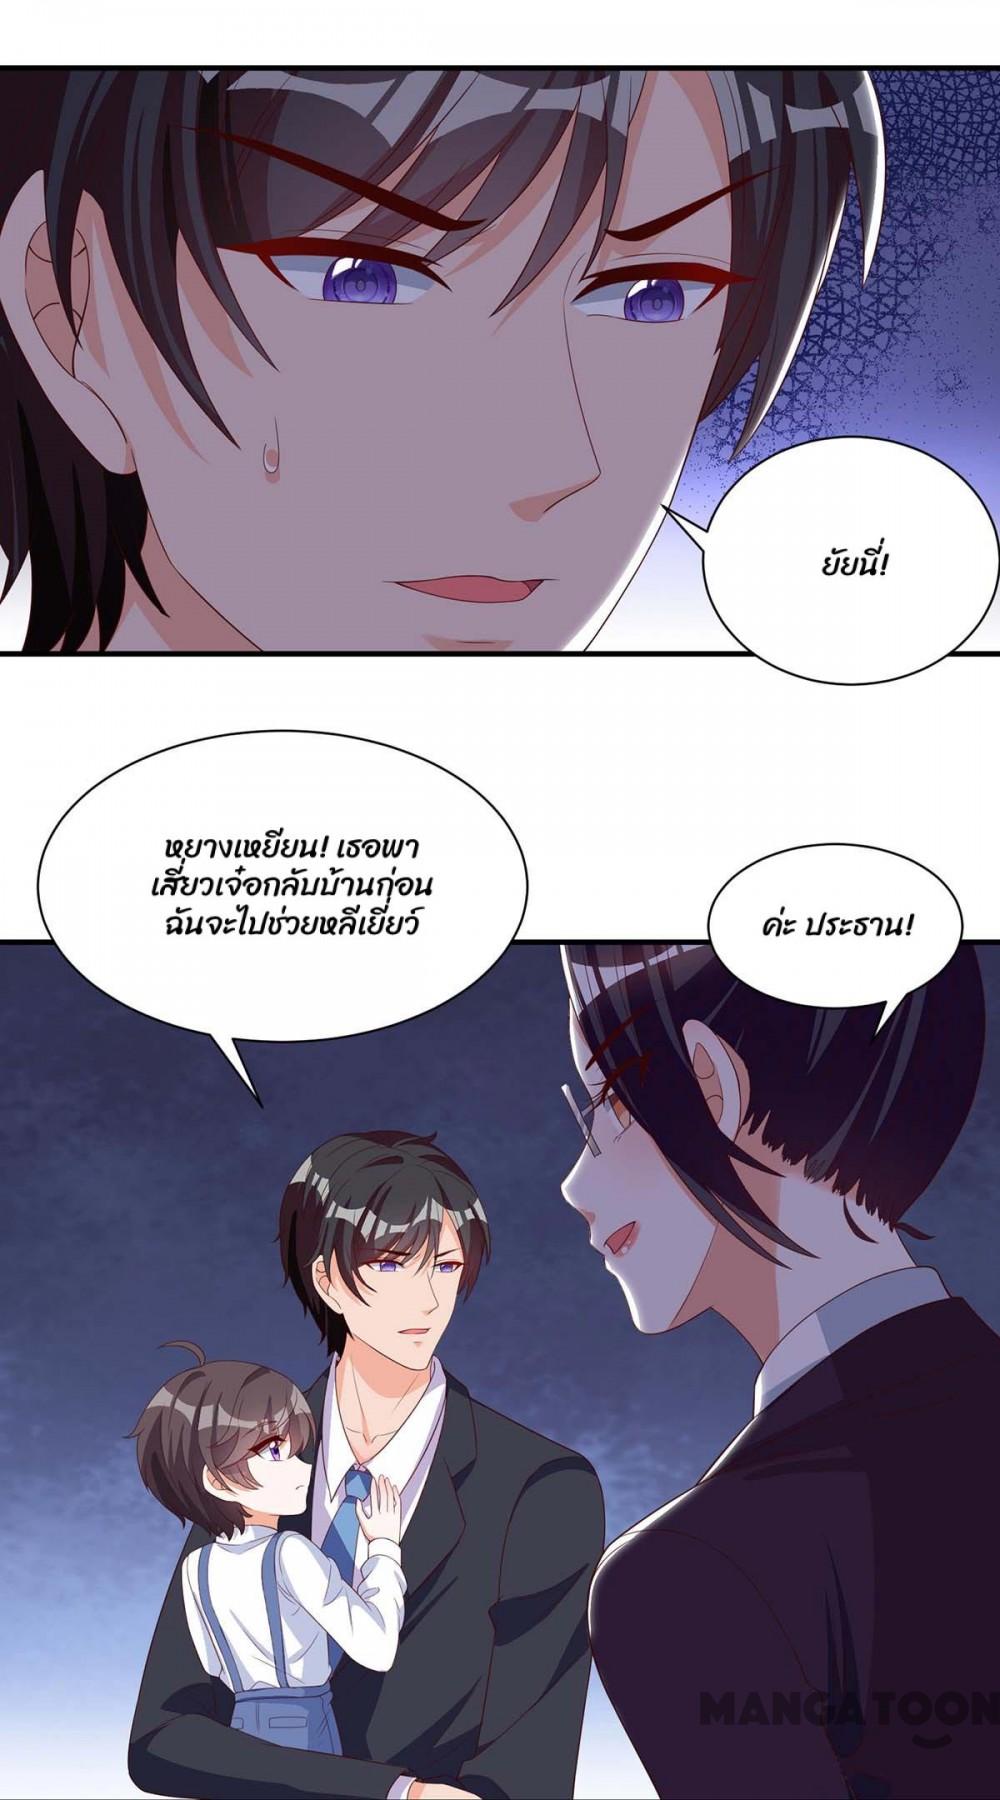 ยัยนี่!
หยางเหยียน! เธอพา
เสี่ยวเจ๋อกลับบ้านก่อน
ฉันจะไปช่วยหลีเยี่ยว์
ค่ะ ประธาน!
MANGATOON